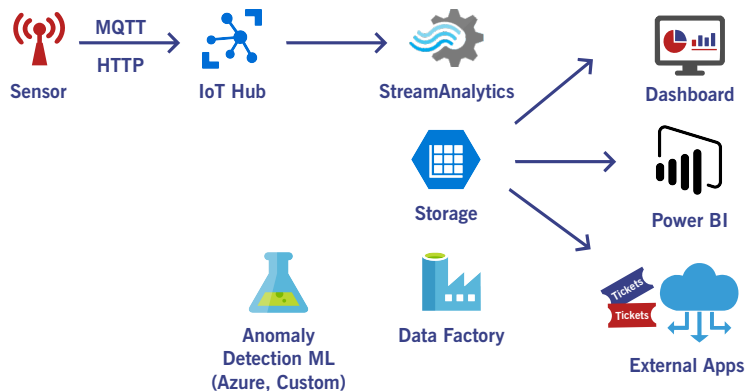 MQTT
HTTP
Sensor
IoT Hub
StreamAnalytics
Dashboard
Storage
Power BI
Anomaly
Detection ML
(Azure, Custom)
Data Factory
Tickets
Tickets
External Apps